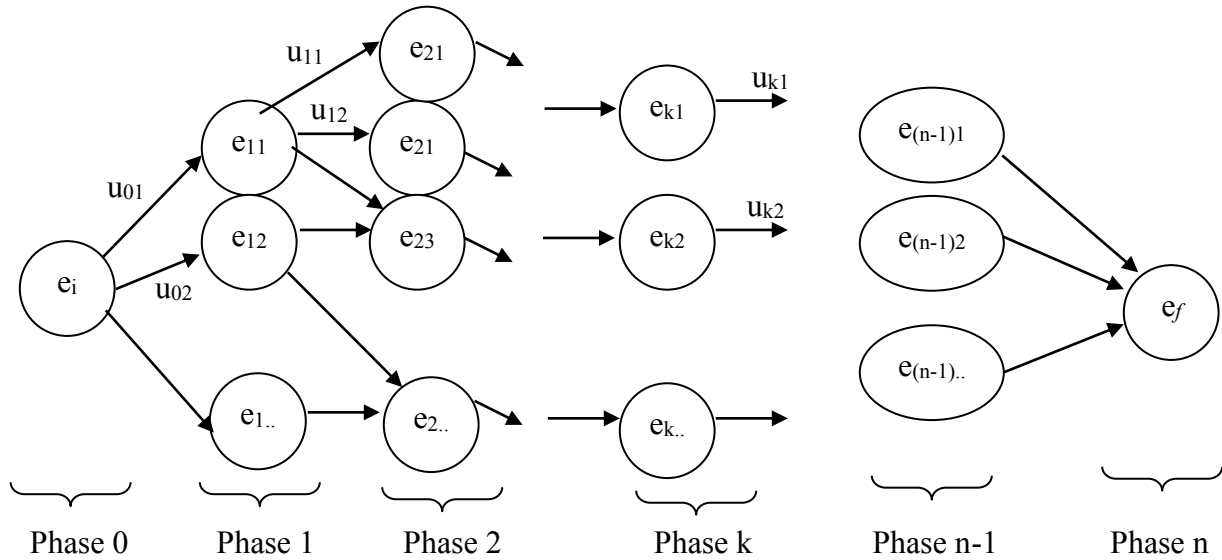 e21
u11
uk1
ek1
u12
e11
e21
e(n-1)1
u01
uk2
e12
e23
ek2
e(n-1)2
ei
u02
ef
e(n-1)..
e1..
e2..
ek..
Phase 0 Phase 1 Phase 2 Phase k Phase n-1 Phase n